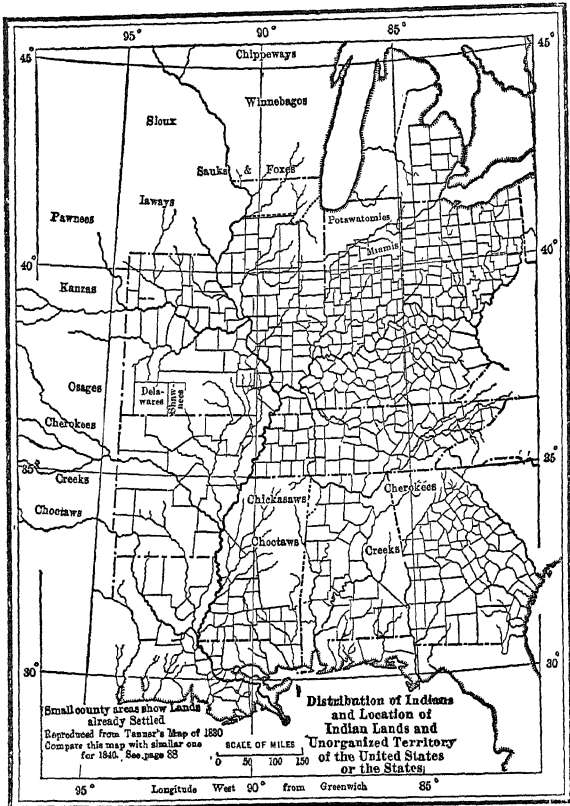 95°
90°
85°
45°
45°
Chippeways
Winnebagos
Sioux
Sauks & Foxes
Iaways
Pawnees
Potawatomies
Miamis
40°
40°
Kanzas
Osages
Dela-
wares
Shaw-
nees
Cherokees
35°
35°
Creeks
Chickasaws
Cherokees
Choctaws
Choctaws
Creeks
30°
30°
Small county areas show Lands
already Settled
Reproduced from Tanner's Map of 1830
Compare this map with similar one
for 1840. See page 88
SCALE OF MILES
0 50 100 150
Distribution of Indians
and Location of
Indian Lands and
Unorganized Territory
of the United States
or the States
95°
Longitude West 90° from Greenwich
85°